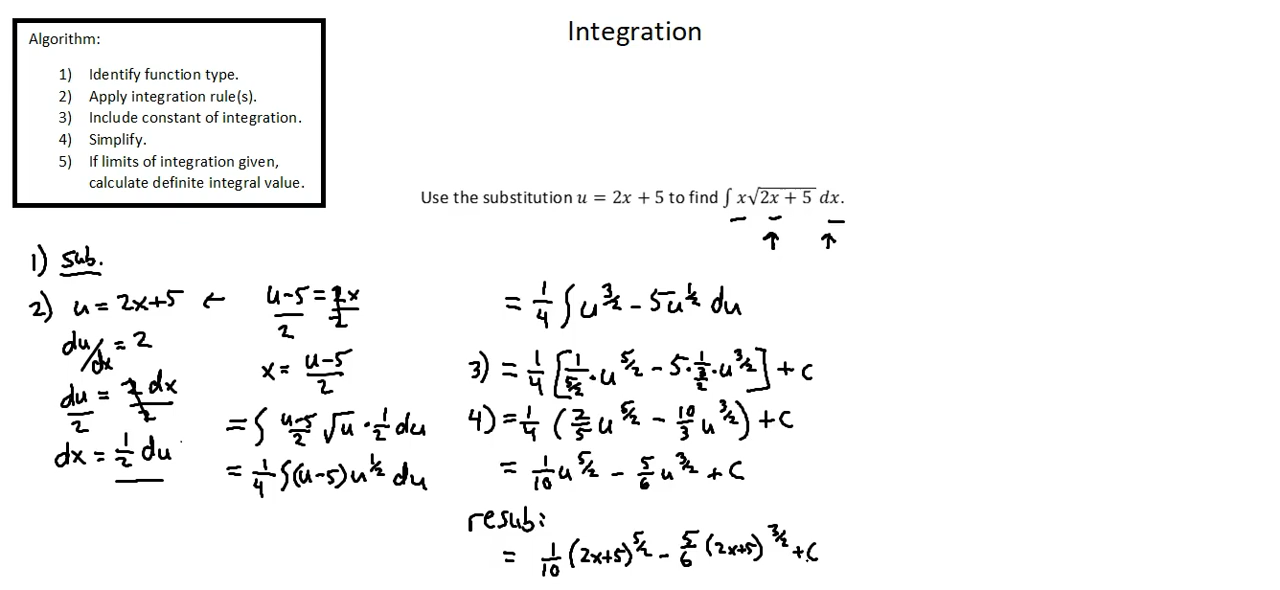 Integration
Algorithm:
1) Identify function type.
2) Apply integration rule(s).
3) Include constant of integration.
4) Simplify.
5) If limits of integration given,
calculate definite integral value.
Use the substitution u = 2x + 5 to find ∫ x√(2x + 5) dx.
1) sub.
2) u = 2x+5 ←
du/dx = 2
du/2 = 2dx/2
dx = 1/2 du
(u-5)/2 = 2x/2
x = (u-5)/2
= ∫ (u-5)/2 √u · 1/2 du
= 1/4 ∫(u-5)u^(1/2) du
= 1/4 ∫ u^(3/2) - 5u^(1/2) du
3) = 1/4 [1/(5/2) · u^(5/2) - 5 · 1/(3/2) · u^(3/2)] + C
4) = 1/4 (2/5 u^(5/2) - 10/3 u^(3/2)) + C
= 1/10 u^(5/2) - 5/6 u^(3/2) + C
resub:
= 1/10 (2x+5)^(5/2) - 5/6 (2x+5)^(3/2) + C